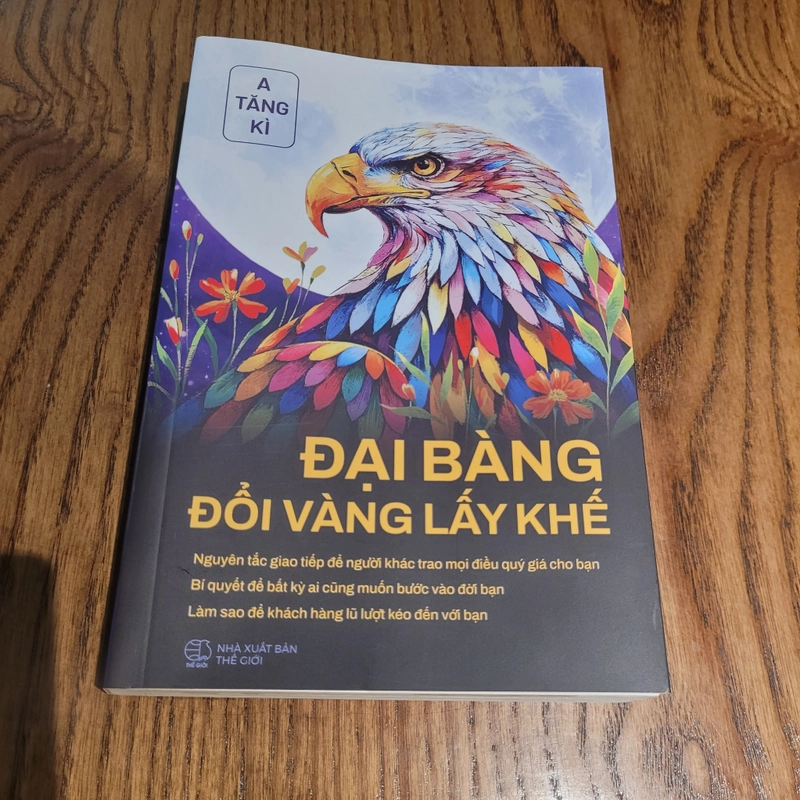 A
TĂNG
KÌ
ĐẠI BÀNG
ĐỔI VÀNG LẤY KHẾ
Nguyên tắc giao tiếp để người khác trao mọi điều quý giá cho bạn
Bí quyết để bất kỳ ai cũng muốn bước vào đời bạn
Làm sao để khách hàng lũ lượt kéo đến với bạn
THẾ GIỚI
NHÀ XUẤT BẢN
THẾ GIỚI